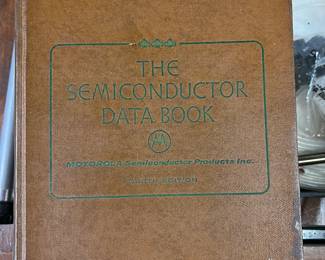 THE
SEMICONDUCTOR
DATA BOOK
MOTOROLA Semiconductor Products Inc.
EDITION